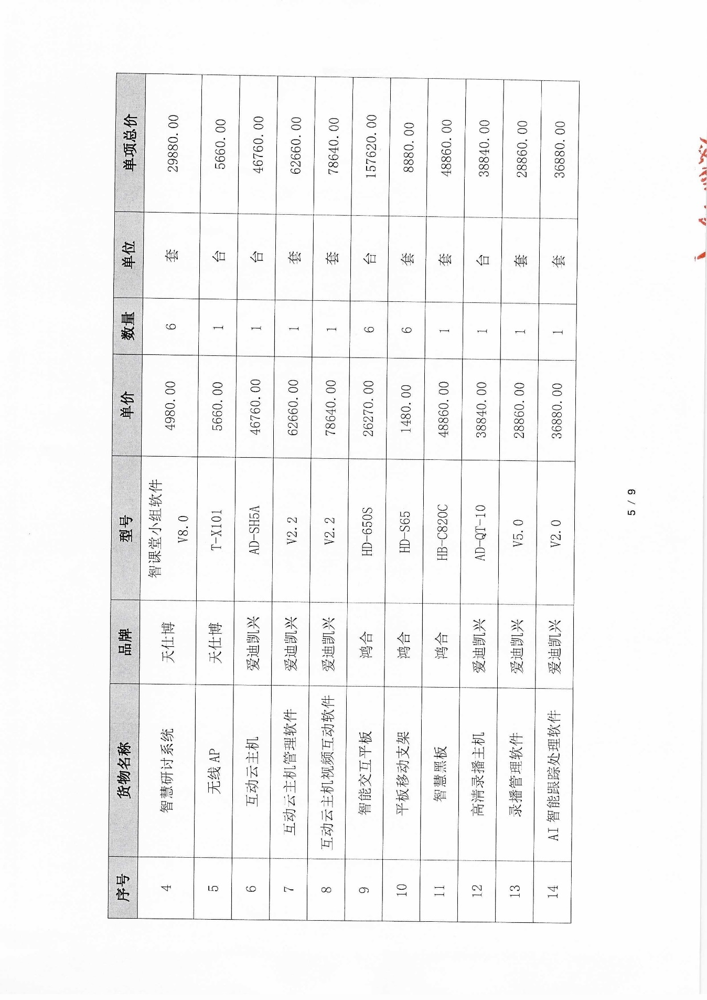 序号 货物名称 品牌 型号 单价 数量 单位 单项总价
4 智慧研讨系统 天仕博 智课堂小组软件 4980.00 6 套 29880.00
V8.0
5 无线AP 天仕博 T-X101 5660.00 1 台 5660.00
6 互动云主机 爱迪凯兴 AD-SH5A 46760.00 1 台 46760.00
7 互动云主机管理软件 爱迪凯兴 V2.2 62660.00 1 套 62660.00
8 互动云主机视频互动软件 爱迪凯兴 V2.2 78640.00 1 套 78640.00
9 智能交互平板 鸿合 HD-650S 26270.00 6 台 157620.00
10 平板移动支架 鸿合 HD-S65 1480.00 6 套 8880.00
11 智慧黑板 鸿合 HB-C820C 48860.00 1 套 48860.00
12 高清录播主机 爱迪凯兴 AD-QT-10 38840.00 1 台 38840.00
13 录播管理软件 爱迪凯兴 V5.0 28860.00 1 套 28860.00
14 AI 智能跟踪处理软件 爱迪凯兴 V2.0 36880.00 1 套 36880.00
5 / 9